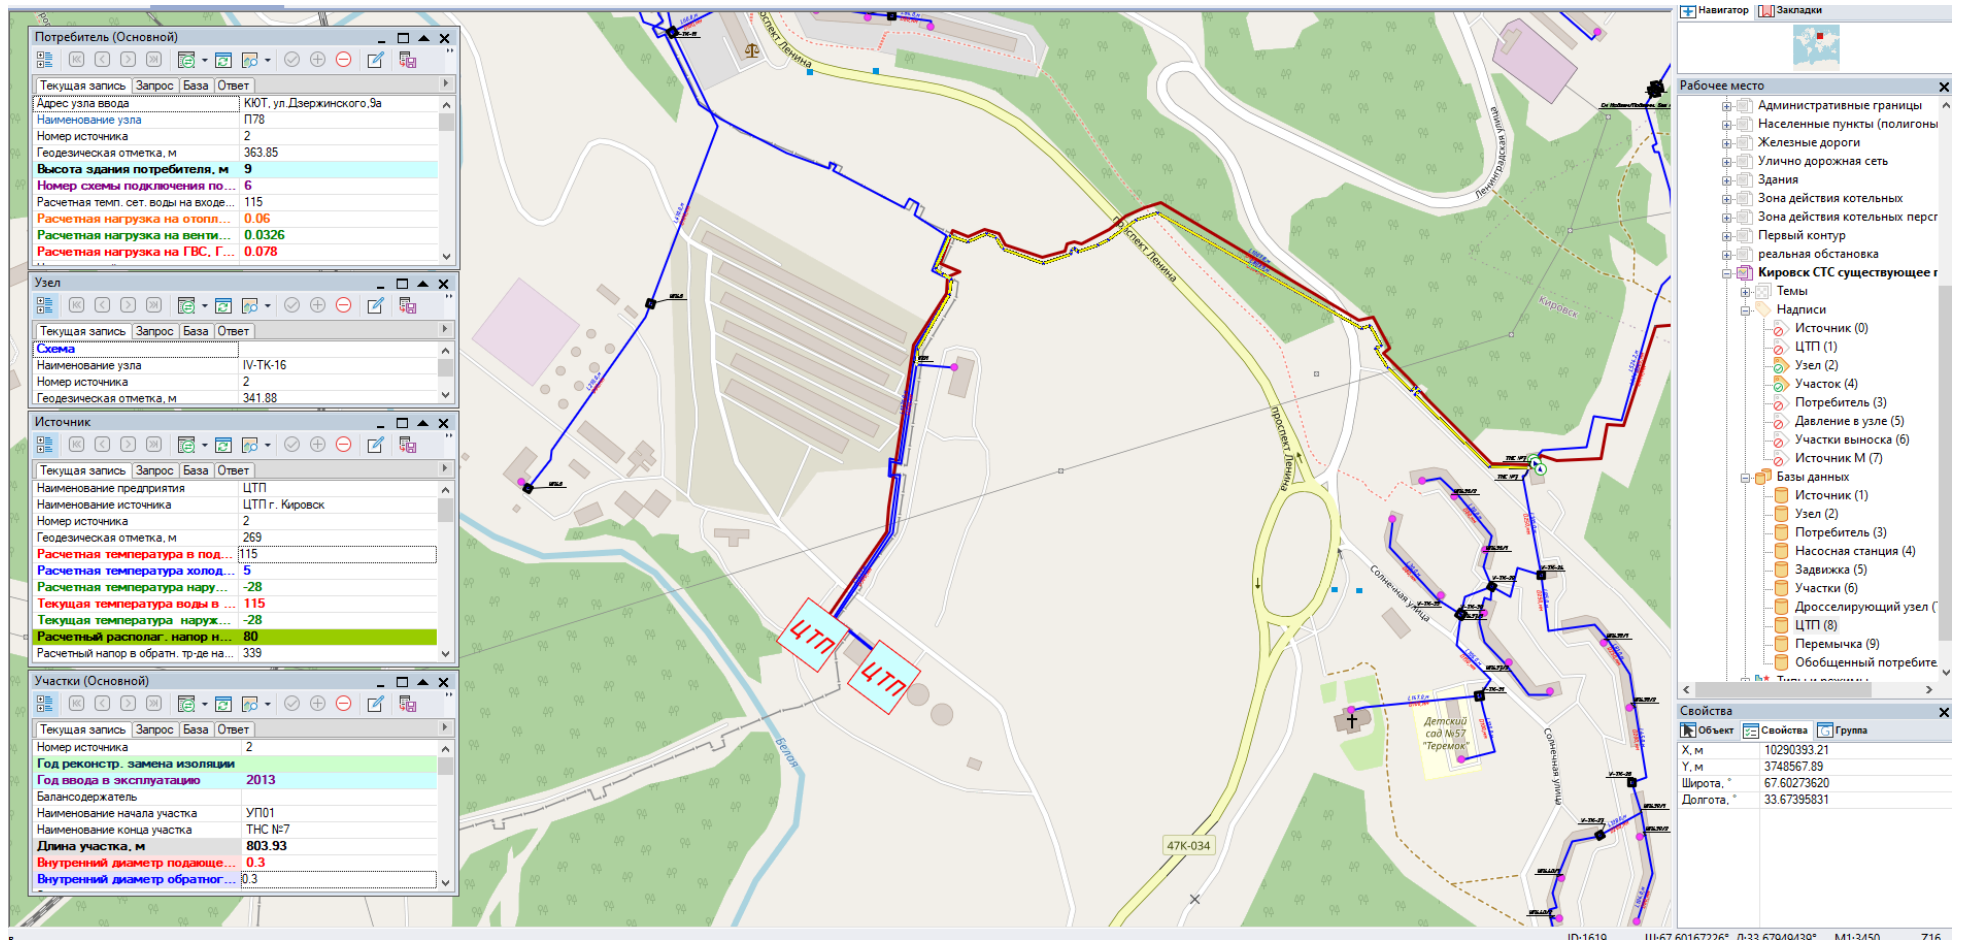 Потребитель (Основной)
Текущая запись Запрос База Ответ
Адрес узла ввода КЮТ, ул.Дзержинского,9а
Наименование узла П78
Номер источника 2
Геодезическая отметка, м 363.85
Высота здания потребителя, м 9
Номер схемы подключения по... 6
Расчетная темп. сет. воды на входе... 115
Расчетная нагрузка на отопл... 0.06
Расчетная нагрузка на венти... 0.0326
Расчетная нагрузка на ГВС, Г... 0.078
Узел
Текущая запись Запрос База Ответ
Схема
Наименование узла IV-ТК-16
Номер источника 2
Геодезическая отметка, м 341.88
Источник
Текущая запись Запрос База Ответ
Наименование предприятия ЦТП
Наименование источника ЦТП г. Кировск
Номер источника 2
Геодезическая отметка, м 269
Расчетная температура в под... 115
Расчетная температура холод... 5
Расчетная температура нару... -28
Текущая температура воды в ... 115
Текущая температура наруж... -28
Расчетный располаг. напор н... 80
Расчетный напор в обратн. тр-де на... 339
Участки (Основной)
Текущая запись Запрос База Ответ
Номер источника 2
Год реконстр. замена изоляции
Год ввода в эксплуатацию 2013
Балансодержатель
Наименование начала участка УП01
Наименование конца участка ТНС №7
Длина участка, м 803.93
Внутренний диаметр подающе... 0.3
Внутренний диаметр обратног... 0.3
проспект Ленина
Ленинградская улица
проспект Ленина
Кировск
проспект Ленина
Солнечная улица
ЦТП
ЦТП
Детский
сад №57
"Теремок"
Солнечная улица
Белая
47К-034
Навигатор Закладки
Рабочее место
Административные границы
Населенные пункты (полигоны
Железные дороги
Улично дорожная сеть
Здания
Зона действия котельных
Зона действия котельных перс
Первый контур
реальная обстановка
Кировск СТС существующее г
Темы
Надписи
Источник (0)
ЦТП (1)
Узел (2)
Участок (4)
Потребитель (3)
Давление в узле (5)
Участки выноска (6)
Источник М (7)
Базы данных
Источник (1)
Узел (2)
Потребитель (3)
Насосная станция (4)
Задвижка (5)
Участки (6)
Дросселирующий узел (
ЦТП (8)
Перемычка (9)
Обобщенный потребите
Свойства
Объект Свойства Группа
X, м 10290393.21
Y, м 3748567.89
Широта, ° 67.60273620
Долгота, ° 33.67395831
ID:1619 Ш:67.60167226° Д:33.67949439° М1:3450 Z16